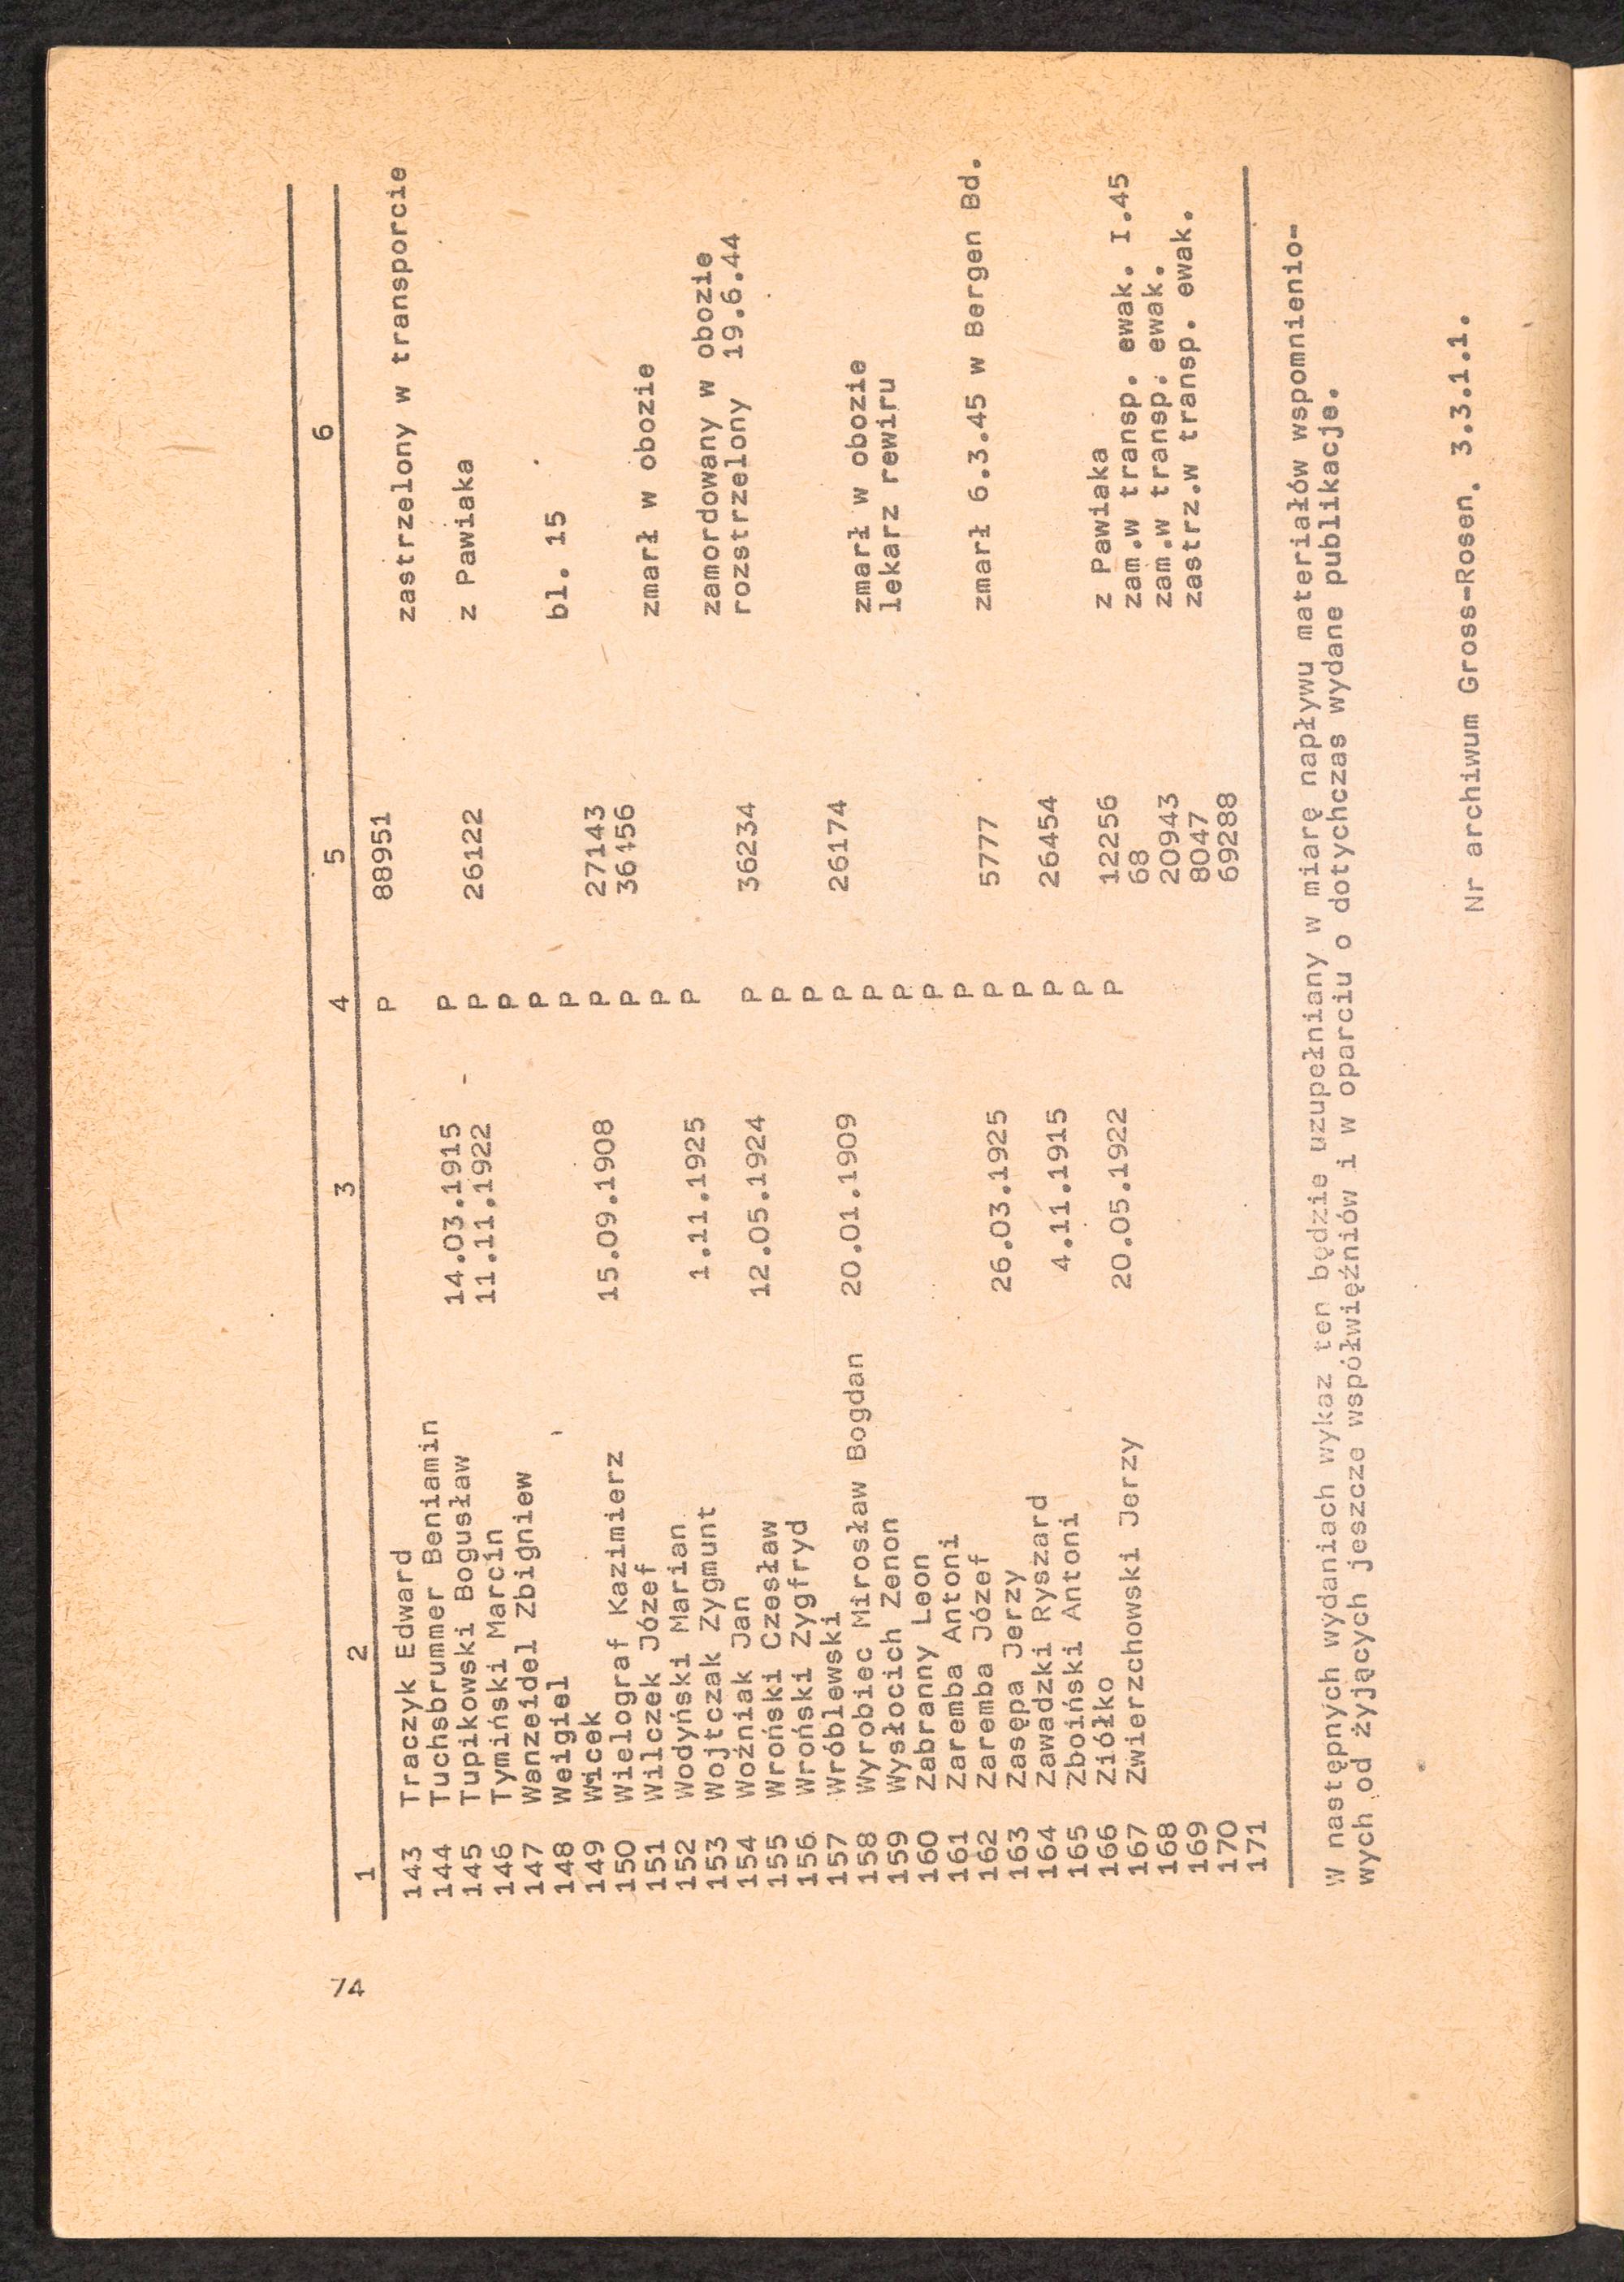 74
1 2 3 4 5 6
143 Traczyk Edward P 88951
144 Tuchsbrummer Beniamin zastrzelony w transporcie
145 Tupikowski Bogusław 14.03.1915 P
146 Tymiński Marcin 11.11.1922 P 26122 z Pawiaka
147 Wanzeidel Zbigniew P
148 Weigiel P
149 Wicek P bl. 15
150 Wielograf Kazimierz 15.09.1908 P 27143
151 Wilczek Józef P 36456
152 Wodyński Marian P zmarł w obozie
153 Wojtczak Zygmunt 1.11.1925 P
154 Woźniak Jan zamordowany w obozie
155 Wroński Czesław 12.05.1924 P 36234 rozstrzelony 19.6.44
156 Wroński Zygfryd P
157 Wróblewski P
158 Wyrobiec Mirosław Bogdan 20.01.1909 P 26174
159 Wysłocich Zenon P zmarł w obozie
160 Zabranny Leon P lekarz rewiru
161 Zaremba Antoni P
162 Zaremba Józef P
163 Zasępa Jerzy 26.03.1925 P 5777 zmarł 6.3.45 w Bergen Bd.
164 Zawadzki Ryszard P
165 Zboiński Antoni 4.11.1915 P 26454
166 Ziółko P
167 Zwierzchowski Jerzy 20.05.1922 P 12256 z Pawiaka
168 68 zam.w transp. ewak. I.45
169 20943 zam.w transp. ewak.
170 8047 zastrz.w transp. ewak.
171 69288
W następnych wydaniach wykaz ten będzie uzupełniany w miarę napływu materiałów wspomnienio-
wych od żyjących jeszcze współwięźniów i w oparciu o dotychczas wydane publikacje.
Nr archiwum Gross-Rosen. 3.3.1.1.